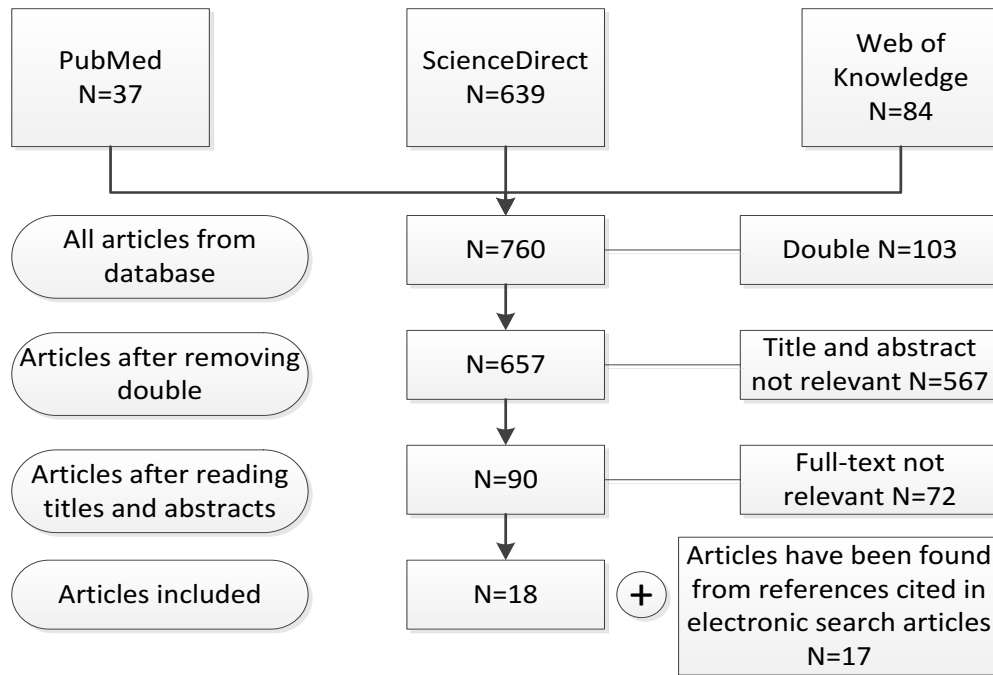 PubMed
N=37
ScienceDirect
N=639
Web of
Knowledge
N=84
All articles from
database
N=760
Double N=103
Articles after removing
double
N=657
Title and abstract
not relevant N=567
Articles after reading
titles and abstracts
N=90
Full-text not
relevant N=72
Articles included
N=18
+
Articles have been found
from references cited in
electronic search articles
N=17